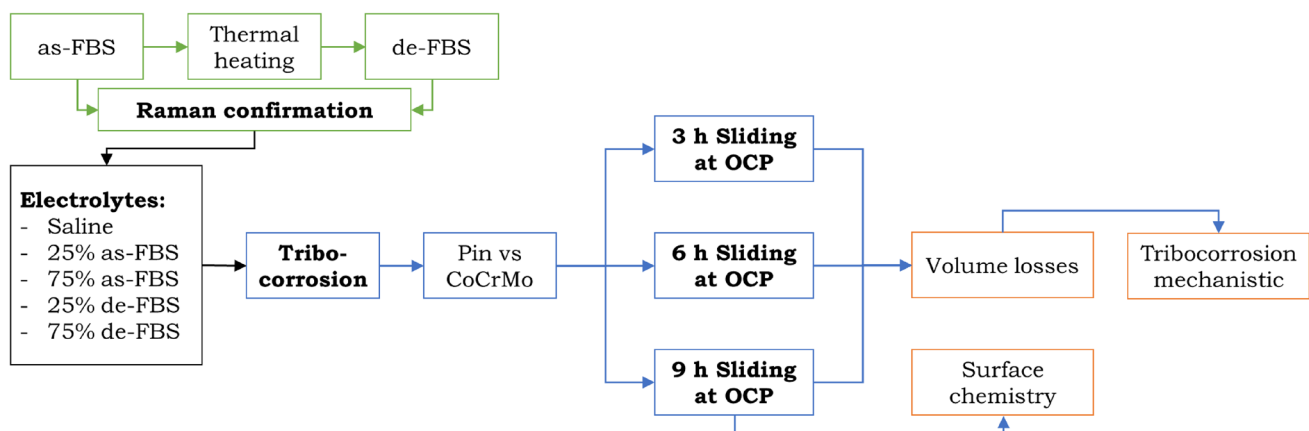 as-FBS
Thermal
heating
de-FBS
Raman confirmation
Electrolytes:
- Saline
- 25% as-FBS
- 75% as-FBS
- 25% de-FBS
- 75% de-FBS
Tribo-
corrosion
Pin vs
CoCrMo
3 h Sliding
at OCP
6 h Sliding
at OCP
9 h Sliding
at OCP
Volume losses
Tribocorrosion
mechanistic
Surface
chemistry